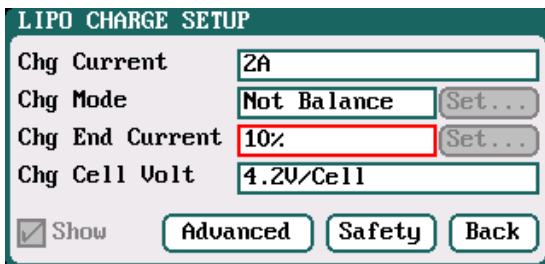 LIPO CHARGE SETUP
Chg Current 2A
Chg Mode Not Balance Set...
Chg End Current 10% Set...
Chg Cell Volt 4.20V/Cell
Show Advanced Safety Back